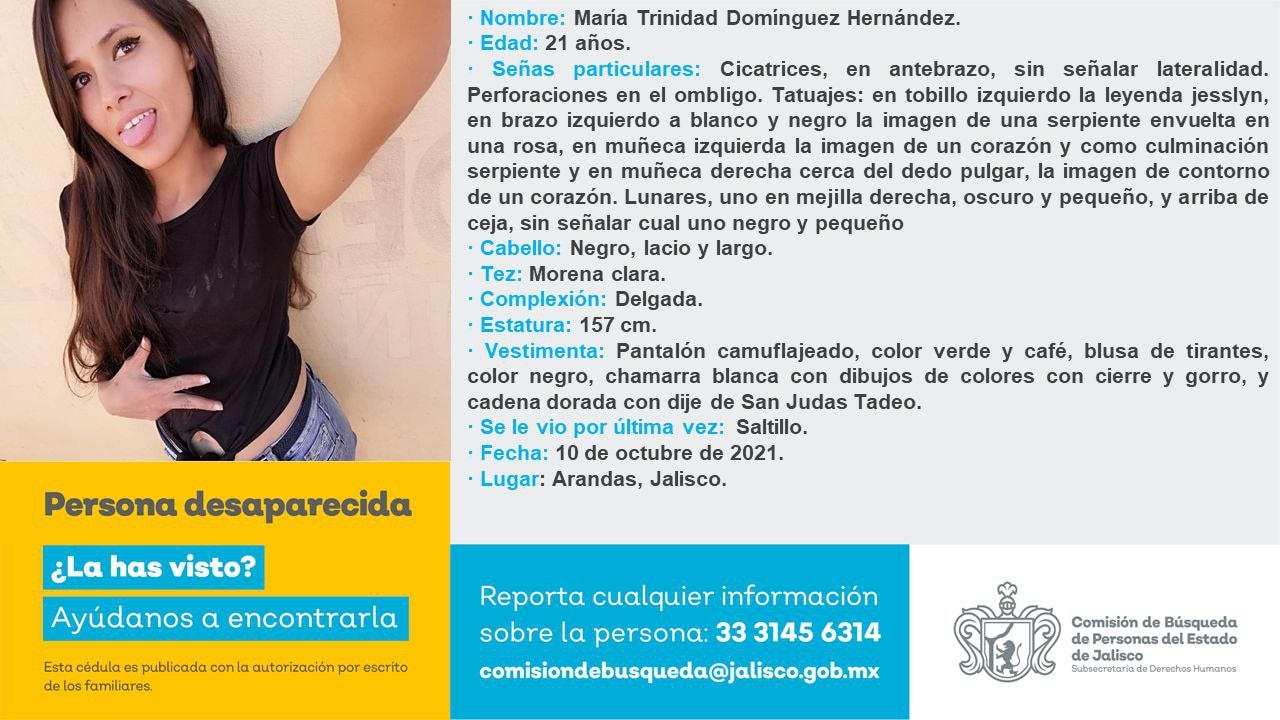 · Nombre: María Trinidad Domínguez Hernández.
· Edad: 21 años.
· Señas particulares: Cicatrices, en antebrazo, sin señalar lateralidad.
Perforaciones en el ombligo. Tatuajes: en tobillo izquierdo la leyenda jesslyn,
en brazo izquierdo a blanco y negro la imagen de una serpiente envuelta en
una rosa, en muñeca izquierda la imagen de un corazón y como culminación
serpiente y en muñeca derecha cerca del dedo pulgar, la imagen de contorno
de un corazón. Lunares, uno en mejilla derecha, oscuro y pequeño, y arriba de
ceja, sin señalar cual uno negro y pequeño
· Cabello: Negro, lacio y largo.
· Tez: Morena clara.
· Complexión: Delgada.
· Estatura: 157 cm.
· Vestimenta: Pantalón camuflajeado, color verde y café, blusa de tirantes,
color negro, chamarra blanca con dibujos de colores con cierre y gorro, y
cadena dorada con dije de San Judas Tadeo.
· Se le vio por última vez: Saltillo.
· Fecha: 10 de octubre de 2021.
· Lugar: Arandas, Jalisco.
Persona desaparecida
¿La has visto?
Ayúdanos a encontrarla
Esta cédula es publicada con la autorización por escrito
de los familiares.
Reporta cualquier información
sobre la persona: 33 3145 6314
comisiondebusqueda@jalisco.gob.mx
Comisión de Búsqueda
de Personas del Estado
de Jalisco
Subsecretaría de Derechos Humanos